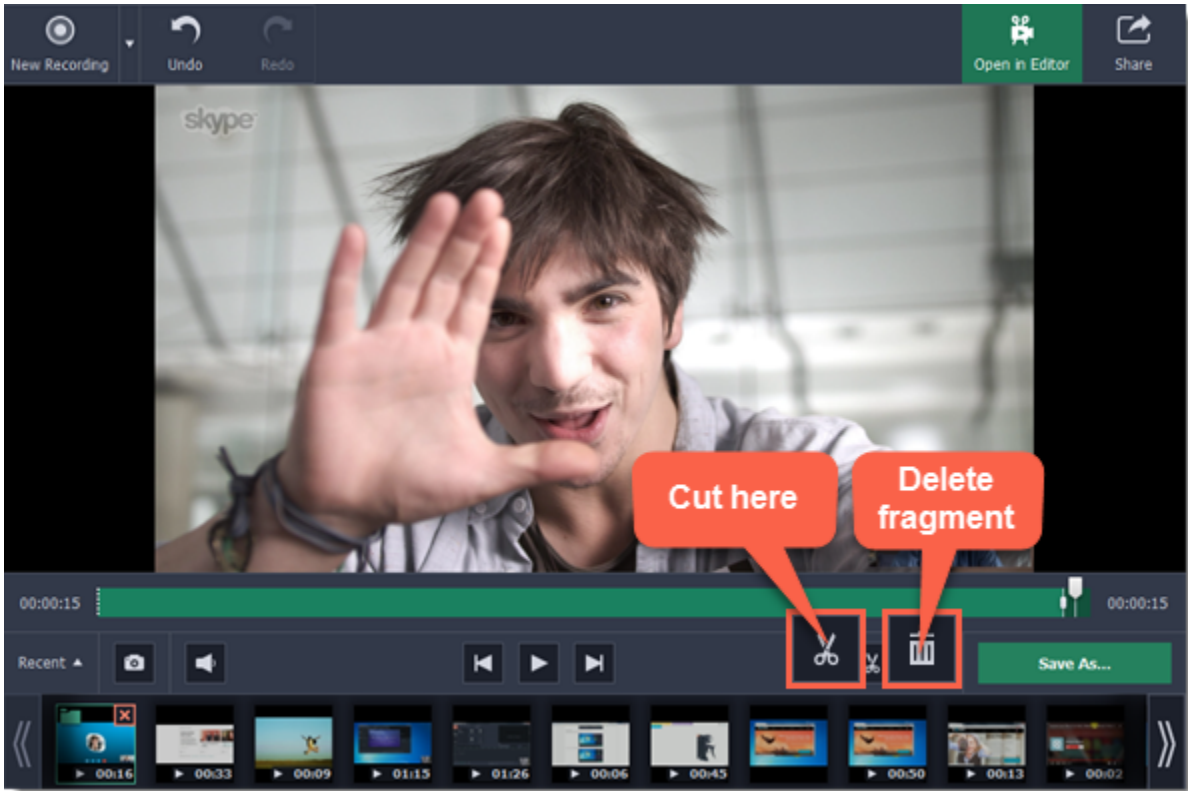 New Recording
Undo
Redo
Open in Editor
Share
skype
Cut here
Delete
fragment
00:00:15
00:00:15
Recent
Save As...
00:16
00:33
00:09
01:15
01:26
00:06
00:45
00:50
00:13
00:02